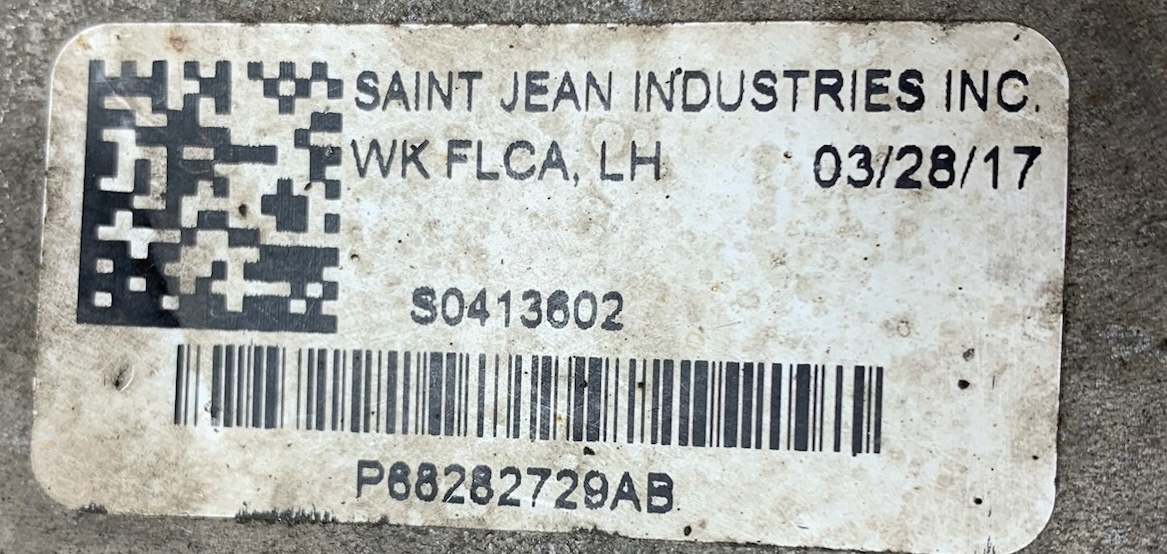 SAINT JEAN INDUSTRIES INC.
WK FLCA, LH 03/28/17
S0413602
P68282729AB